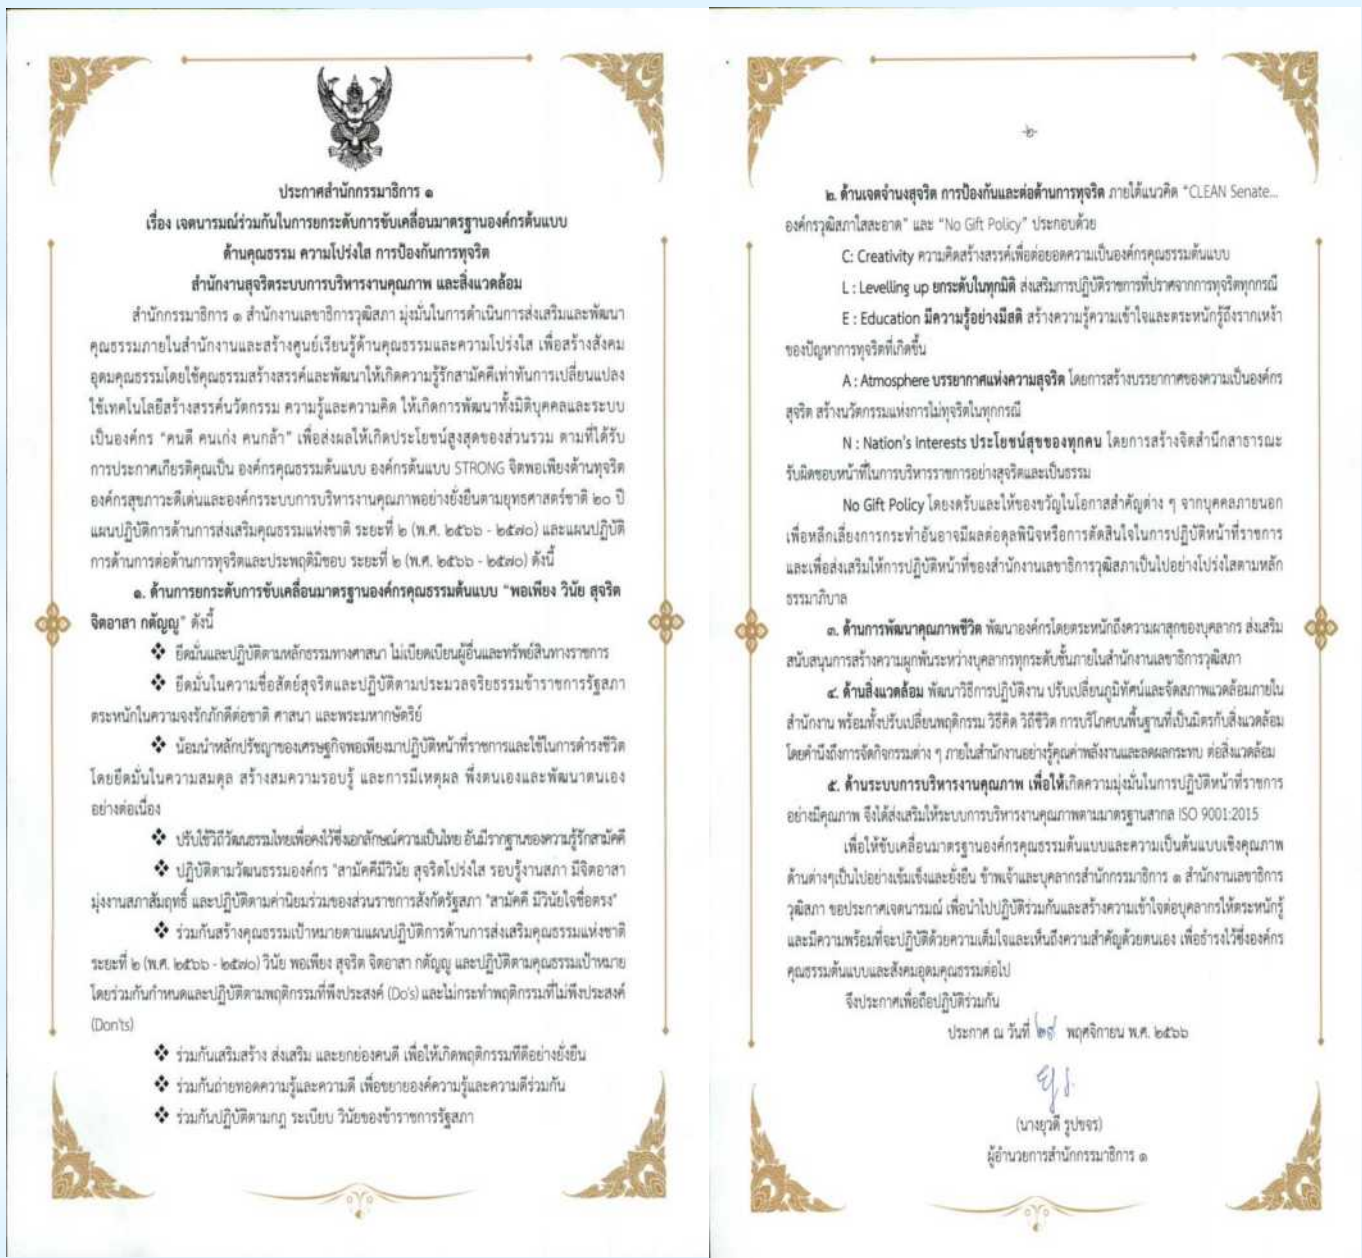 ประกาศสำนักกรรมาธิการ ๑
เรื่อง เจตนารมณ์ร่วมกันในการยกระดับการขับเคลื่อนมาตรฐานองค์กรต้นแบบ
ด้านคุณธรรม ความโปร่งใส การป้องกันการทุจริต
สำนักงานสุจริตระบบการบริหารงานคุณภาพ และสิ่งแวดล้อม
สำนักกรรมาธิการ ๑ สำนักงานเลขาธิการวุฒิสภา มุ่งมั่นในการดำเนินการส่งเสริมและพัฒนา
คุณธรรมภายในสำนักงานและสร้างศูนย์เรียนรู้ด้านคุณธรรมและความโปร่งใส เพื่อสร้างสังคม
อุดมคุณธรรมโดยใช้คุณธรรมสร้างสรรค์และพัฒนาให้เกิดความรู้รักสามัคคีเท่าทันการเปลี่ยนแปลง
ใช้เทคโนโลยีสร้างสรรค์นวัตกรรม ความรู้และความคิด ให้เกิดการพัฒนาทั้งมิติบุคคลและระบบ
เป็นองค์กร “คนดี คนเก่ง คนกล้า” เพื่อส่งผลให้เกิดประโยชน์สูงสุดของส่วนรวม ตามที่ได้รับ
การประกาศเกียรติคุณเป็น องค์กรคุณธรรมต้นแบบ องค์กรต้นแบบ STRONG จิตพอเพียงต้านทุจริต
องค์กรสุขภาวะดีเด่นและองค์กรระบบการบริหารงานคุณภาพอย่างยั่งยืนตามยุทธศาสตร์ชาติ ๒๐ ปี
แผนปฏิบัติการด้านการส่งเสริมคุณธรรมแห่งชาติ ระยะที่ ๒ (พ.ศ. ๒๕๖๖ - ๒๕๗๐) และแผนปฏิบัติ
การด้านการต่อต้านการทุจริตและประพฤติมิชอบ ระยะที่ ๒ (พ.ศ. ๒๕๖๖ - ๒๕๗๐) ดังนี้
๑. ด้านการยกระดับการขับเคลื่อนมาตรฐานองค์กรคุณธรรมต้นแบบ “พอเพียง วินัย สุจริต
จิตอาสา กตัญญู” ดังนี้
❖ ยึดมั่นและปฏิบัติตามหลักธรรมทางศาสนา ไม่เบียดเบียนผู้อื่นและทรัพย์สินทางราชการ
❖ ยึดมั่นในความซื่อสัตย์สุจริตและปฏิบัติตามประมวลจริยธรรมข้าราชการรัฐสภา
ตระหนักในความจงรักภักดีต่อชาติ ศาสนา และพระมหากษัตริย์
❖ น้อมนำหลักปรัชญาของเศรษฐกิจพอเพียงมาปฏิบัติหน้าที่ราชการและใช้ในการดำรงชีวิต
โดยยึดมั่นในความสมดุล สร้างสมความรอบรู้ และการมีเหตุผล พึ่งตนเองและพัฒนาตนเอง
อย่างต่อเนื่อง
❖ ปรับใช้วิถีวัฒนธรรมไทยเพื่อคงไว้ซึ่งเอกลักษณ์ความเป็นไทย อันมีรากฐานของความรู้รักสามัคคี
❖ ปฏิบัติตามวัฒนธรรมองค์กร "สามัคคีมีวินัย สุจริตโปร่งใส รอบรู้งานสภา มีจิตอาสา
มุ่งงานสภาสัมฤทธิ์ และปฏิบัติตามค่านิยมร่วมของส่วนราชการสังกัดรัฐสภา "สามัคคี มีวินัยใจซื่อตรง"
❖ ร่วมกันสร้างคุณธรรมเป้าหมายตามแผนปฏิบัติการด้านการส่งเสริมคุณธรรมแห่งชาติ
ระยะที่ ๒ (พ.ศ. ๒๕๖๖ - ๒๕๗๐) วินัย พอเพียง สุจริต จิตอาสา กตัญญู และปฏิบัติตามคุณธรรมเป้าหมาย
โดยร่วมกันกำหนดและปฏิบัติตามพฤติกรรมที่พึงประสงค์ (Do's) และไม่กระทำพฤติกรรมที่ไม่พึงประสงค์
(Don'ts)
❖ ร่วมกันเสริมสร้าง ส่งเสริม และยกย่องคนดี เพื่อให้เกิดพฤติกรรมที่ดีอย่างยั่งยืน
❖ ร่วมกันถ่ายทอดความรู้และความดี เพื่อขยายองค์ความรู้และความดีร่วมกัน
❖ ร่วมกันปฏิบัติตามกฎ ระเบียบ วินัยของข้าราชการรัฐสภา
-๒-
๒. ด้านเจตจำนงสุจริต การป้องกันและต่อต้านการทุจริต ภายใต้แนวคิด “CLEAN Senate...
องค์กรวุฒิสภาใสสะอาด” และ “No Gift Policy” ประกอบด้วย
C: Creativity ความคิดสร้างสรรค์เพื่อต่อยอดความเป็นองค์กรคุณธรรมต้นแบบ
L : Levelling up ยกระดับในทุกมิติ ส่งเสริมการปฏิบัติราชการที่ปราศจากการทุจริตทุกกรณี
E : Education มีความรู้อย่างมีสติ สร้างความรู้ความเข้าใจและตระหนักรู้ถึงรากเหง้า
ของปัญหาการทุจริตที่เกิดขึ้น
A : Atmosphere บรรยากาศแห่งความสุจริต โดยการสร้างบรรยากาศของความเป็นองค์กร
สุจริต สร้างนวัตกรรมแห่งการไม่ทุจริตในทุกกรณี
N : Nation's Interests ประโยชน์สุขของทุกคน โดยการสร้างจิตสำนึกสาธารณะ
รับผิดชอบหน้าที่ในการบริหารราชการอย่างสุจริตและเป็นธรรม
No Gift Policy โดยงดรับและให้ของขวัญในโอกาสสำคัญต่าง ๆ จากบุคคลภายนอก
เพื่อหลีกเลี่ยงการกระทำอันอาจมีผลต่อดุลพินิจหรือการตัดสินใจในการปฏิบัติหน้าที่ราชการ
และเพื่อส่งเสริมให้การปฏิบัติหน้าที่ของสำนักงานเลขาธิการวุฒิสภาเป็นไปอย่างโปร่งใสตามหลัก
ธรรมาภิบาล
๓. ด้านการพัฒนาคุณภาพชีวิต พัฒนาองค์กรโดยตระหนักถึงความผาสุกของบุคลากร ส่งเสริม
สนับสนุนการสร้างความผูกพันระหว่างบุคลากรทุกระดับชั้นภายในสำนักงานเลขาธิการวุฒิสภา
๔. ด้านสิ่งแวดล้อม พัฒนาวิธีการปฏิบัติงาน ปรับเปลี่ยนภูมิทัศน์และจัดสภาพแวดล้อมภายใน
สำนักงาน พร้อมทั้งปรับเปลี่ยนพฤติกรรม วิธีคิด วิถีชีวิต การบริโภคบนพื้นฐานที่เป็นมิตรกับสิ่งแวดล้อม
โดยคำนึงถึงการจัดกิจกรรมต่าง ๆ ภายในสำนักงานอย่างรู้คุณค่าพลังงานและลดผลกระทบ ต่อสิ่งแวดล้อม
๕. ด้านระบบการบริหารงานคุณภาพ เพื่อให้เกิดความมุ่งมั่นในการปฏิบัติหน้าที่ราชการ
อย่างมีคุณภาพ จึงได้ส่งเสริมให้ระบบการบริหารงานคุณภาพตามมาตรฐานสากล ISO 9001:2015
เพื่อให้ขับเคลื่อนมาตรฐานองค์กรคุณธรรมต้นแบบและความเป็นต้นแบบเชิงคุณภาพ
ด้านต่างๆเป็นไปอย่างเข้มแข็งและยั่งยืน ข้าพเจ้าและบุคลากรสำนักกรรมาธิการ ๑ สำนักงานเลขาธิการ
วุฒิสภา ขอประกาศเจตนารมณ์ เพื่อนำไปปฏิบัติร่วมกันและสร้างความเข้าใจต่อบุคลากรให้ตระหนักรู้
และมีความพร้อมที่จะปฏิบัติด้วยความเต็มใจและเห็นถึงความสำคัญด้วยตนเอง เพื่อธำรงไว้ซึ่งองค์กร
คุณธรรมต้นแบบและสังคมอุดมคุณธรรมต่อไป
จึงประกาศเพื่อถือปฏิบัติร่วมกัน
ประกาศ ณ วันที่ พฤศจิกายน พ.ศ. ๒๕๖๖
(นางยุวดี รูปขจร)
ผู้อำนวยการสำนักกรรมาธิการ ๑